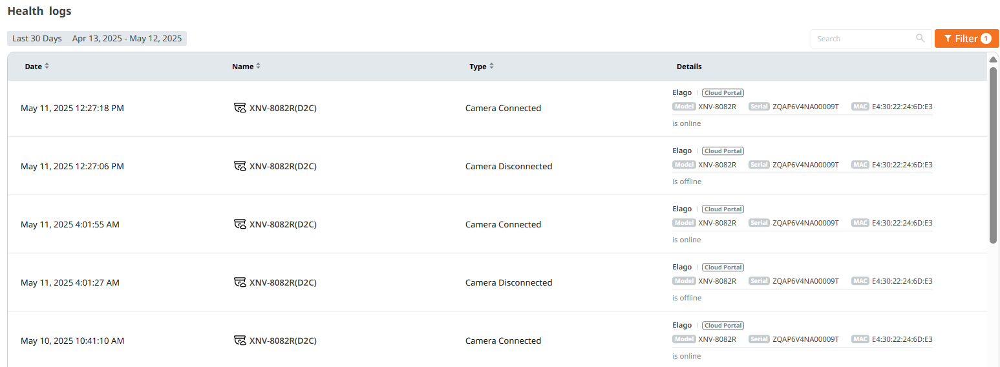 Health logs
Last 30 Days Apr 13, 2025 - May 12, 2025 Search Filter 1
Date Name Type Details
May 11, 2025 12:27:18 PM XNV-8082R(D2C) Camera Connected
Elago | Cloud Portal
Model XNV-8082R Serial ZQAP6V4NA00009T MAC E4:30:22:24:6D:E3
is online
May 11, 2025 12:27:06 PM XNV-8082R(D2C) Camera Disconnected
Elago | Cloud Portal
Model XNV-8082R Serial ZQAP6V4NA00009T MAC E4:30:22:24:6D:E3
is offline
May 11, 2025 4:01:55 AM XNV-8082R(D2C) Camera Connected
Elago | Cloud Portal
Model XNV-8082R Serial ZQAP6V4NA00009T MAC E4:30:22:24:6D:E3
is online
May 11, 2025 4:01:27 AM XNV-8082R(D2C) Camera Disconnected
Elago | Cloud Portal
Model XNV-8082R Serial ZQAP6V4NA00009T MAC E4:30:22:24:6D:E3
is offline
May 10, 2025 10:41:10 AM XNV-8082R(D2C) Camera Connected
Elago | Cloud Portal
Model XNV-8082R Serial ZQAP6V4NA00009T MAC E4:30:22:24:6D:E3
is online